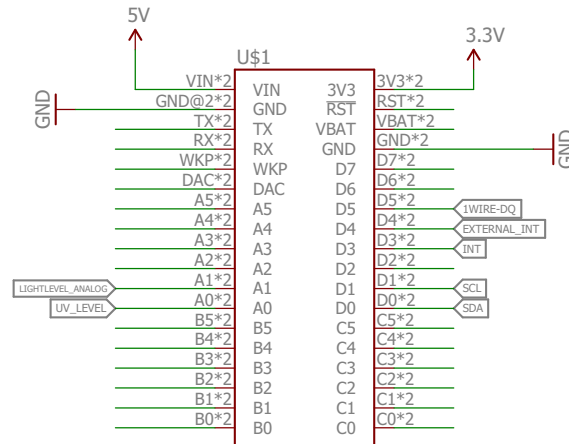 5V
3.3V
U$1
VIN*2 VIN 3V3 3V3*2
GND GND@2*2 GND RST RST*2
TX*2 TX VBAT VBAT*2
RX*2 RX GND GND*2 GND
WKP*2 WKP D7 D7*2
DAC*2 DAC D6 D6*2
A5*2 A5 D5 D5*2 1WIRE-DQ
A4*2 A4 D4 D4*2 EXTERNAL_INT
A3*2 A3 D3 D3*2 INT
A2*2 A2 D2 D2*2
LIGHTLEVEL_ANALOG A1*2 A1 D1 D1*2 SCL
UV_LEVEL A0*2 A0 D0 D0*2 SDA
B5*2 B5 C5 C5*2
B4*2 B4 C4 C4*2
B3*2 B3 C3 C3*2
B2*2 B2 C2 C2*2
B1*2 B1 C1 C1*2
B0*2 B0 C0 C0*2